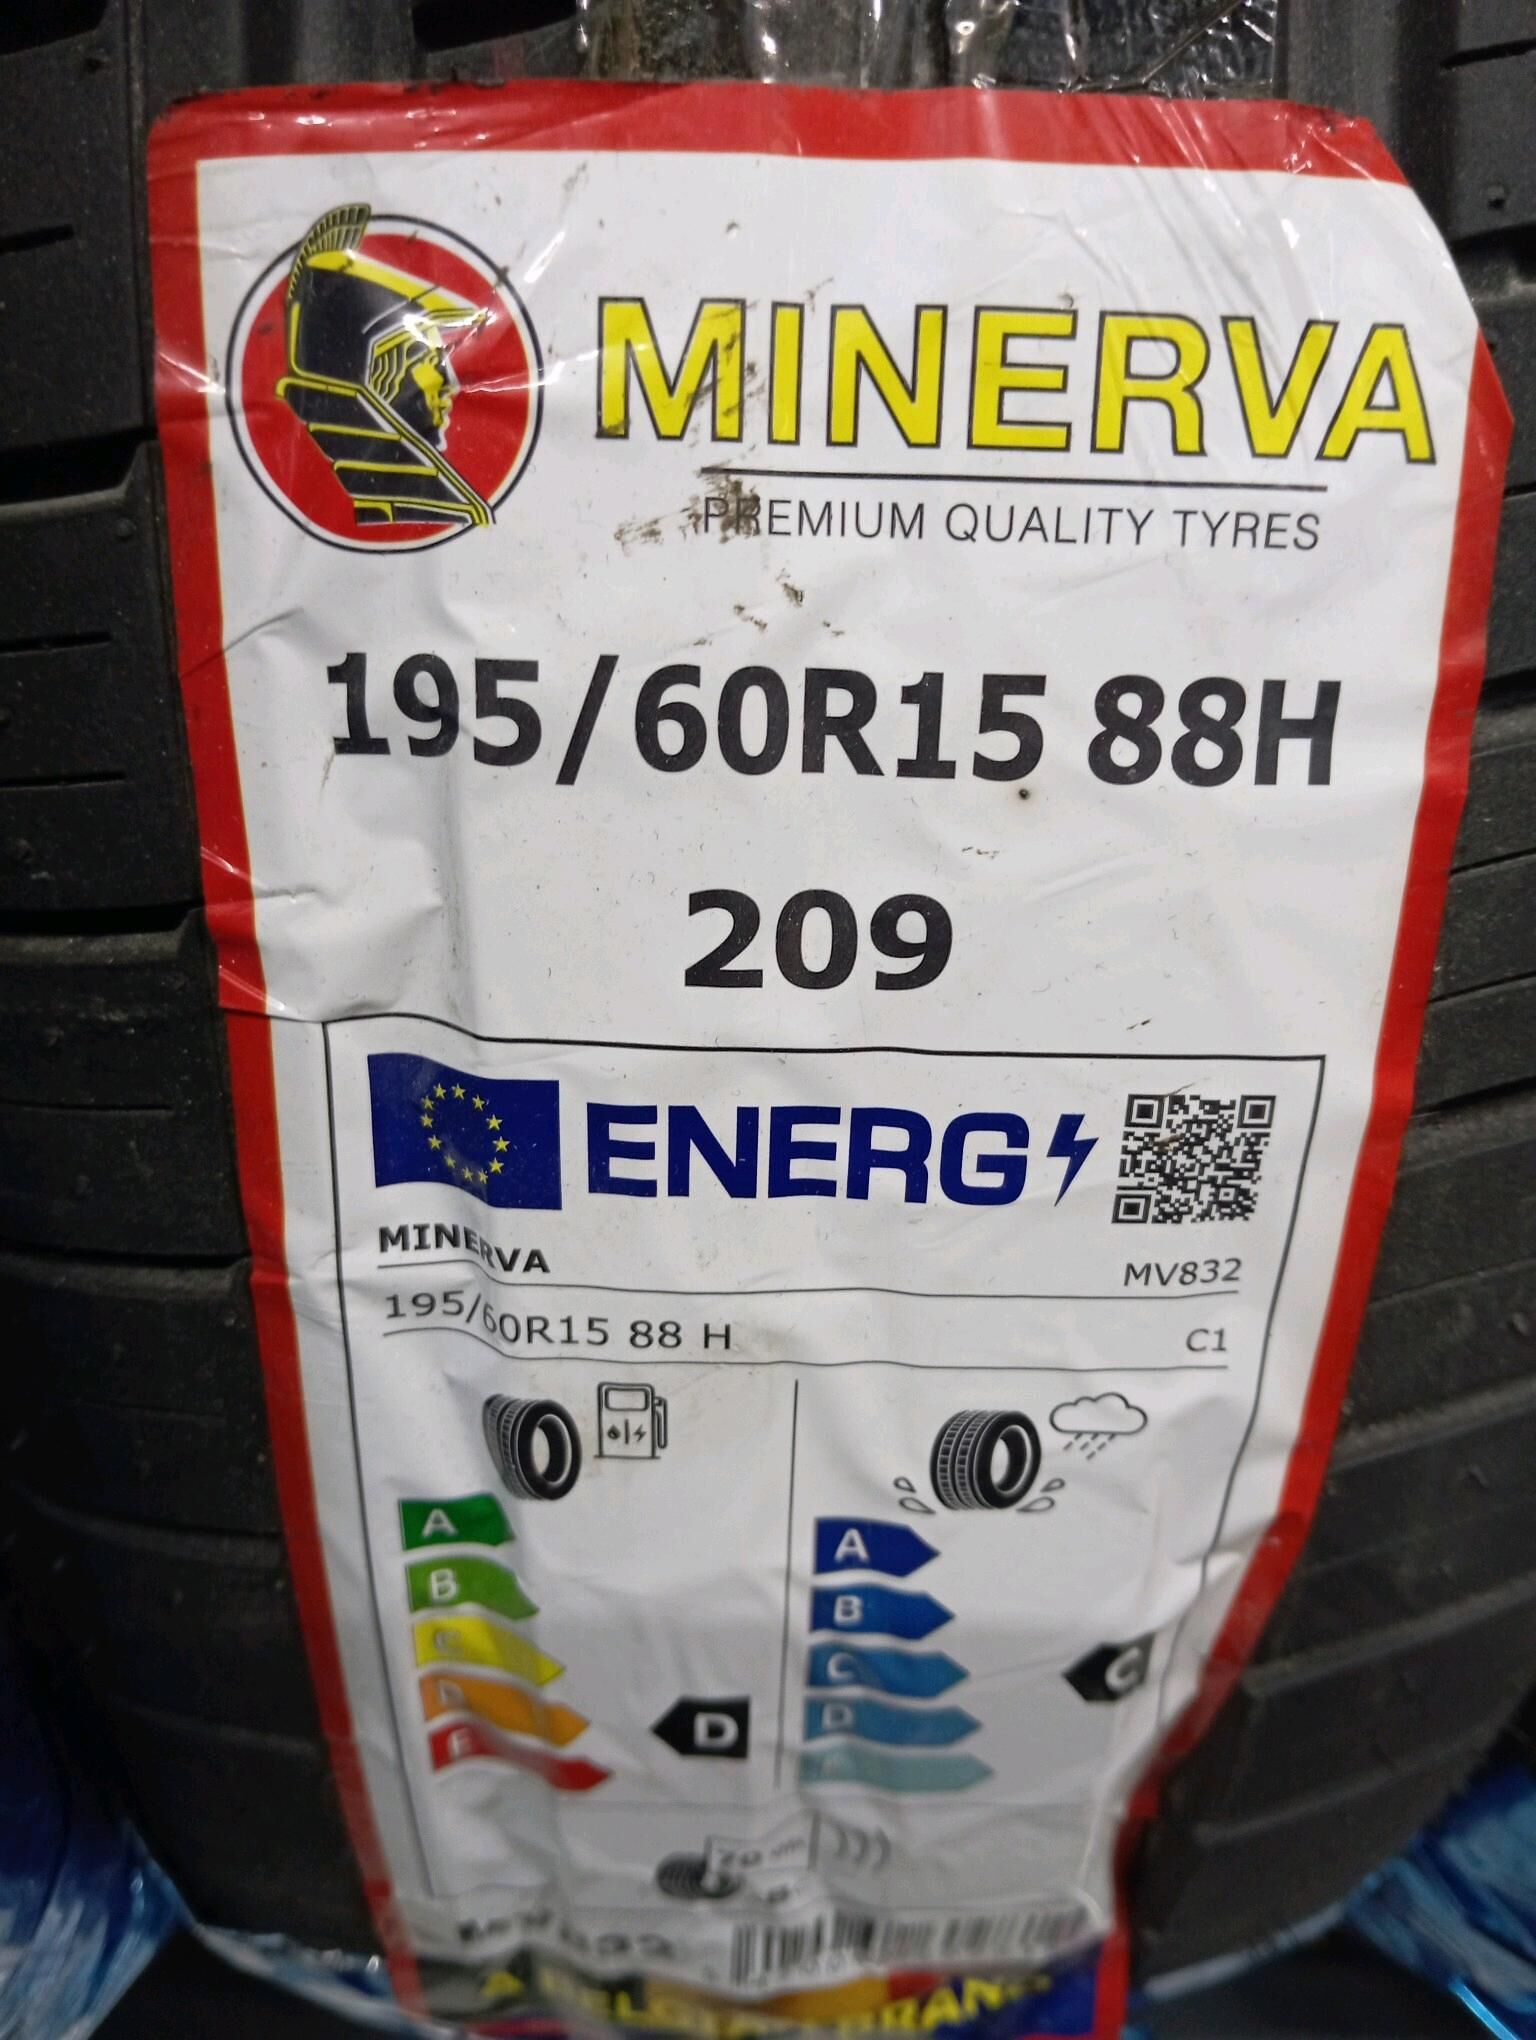 MINERVA
PREMIUM QUALITY TYRES
195/60R15 88H
209
ENERG
MINERVA MV832
195/60R15 88 H C1
A A
B B
C C C
D D D
E